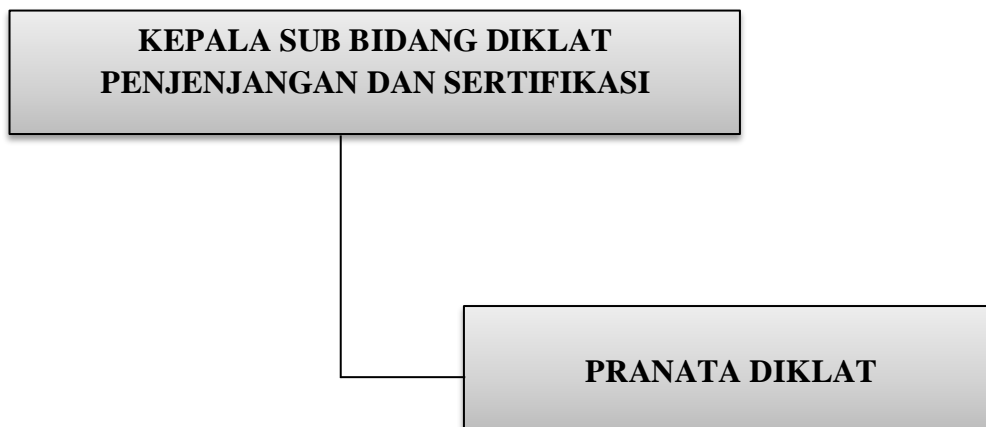 KEPALA SUB BIDANG DIKLAT
PENJENJANGAN DAN SERTIFIKASI
PRANATA DIKLAT